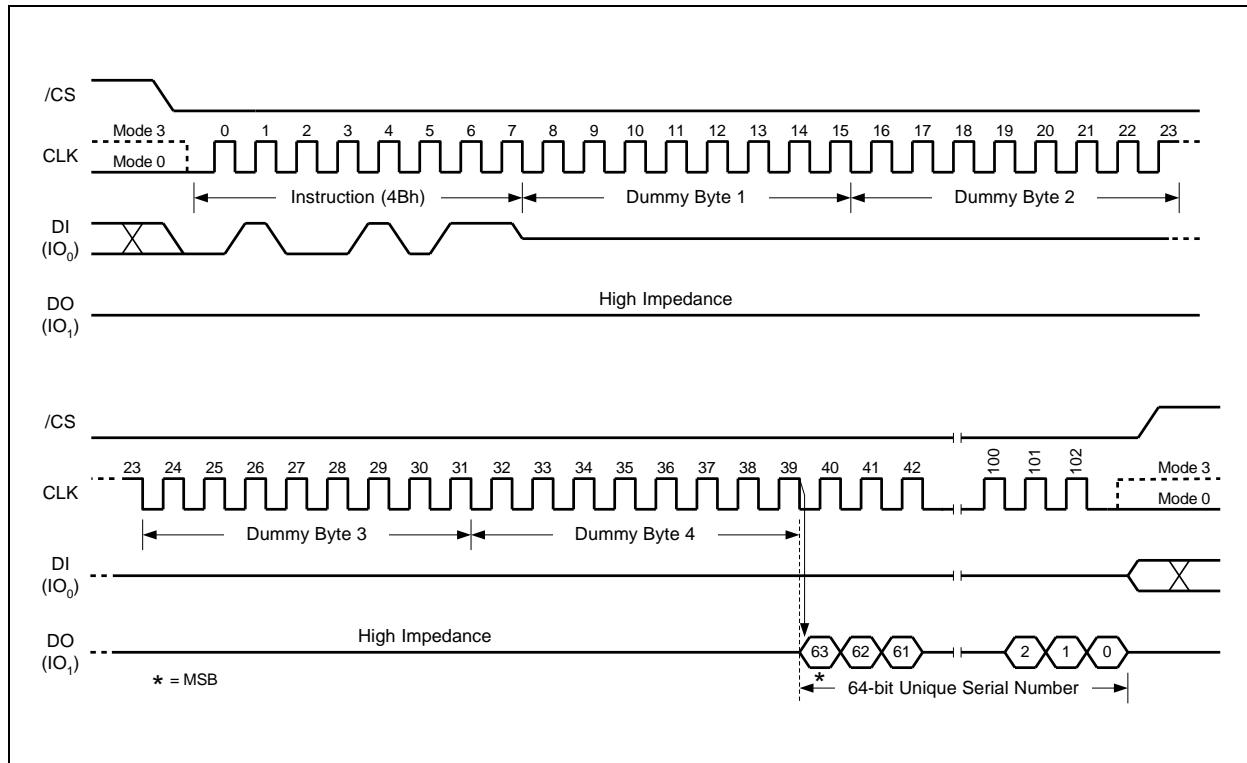 /CS
Mode 3
0 1 2 3 4 5 6 7 8 9 10 11 12 13 14 15 16 17 18 19 20 21 22 23
CLK
Mode 0
Instruction (4Bh)
Dummy Byte 1
Dummy Byte 2
DI
(IO0)
High Impedance
DO
(IO1)
/CS
23 24 25 26 27 28 29 30 31 32 33 34 35 36 37 38 39 40 41 42 100 101 102
Mode 3
CLK
Mode 0
Dummy Byte 3
Dummy Byte 4
DI
(IO0)
High Impedance
DO
(IO1)
63 62 61 2 1 0
* = MSB
*
64-bit Unique Serial Number